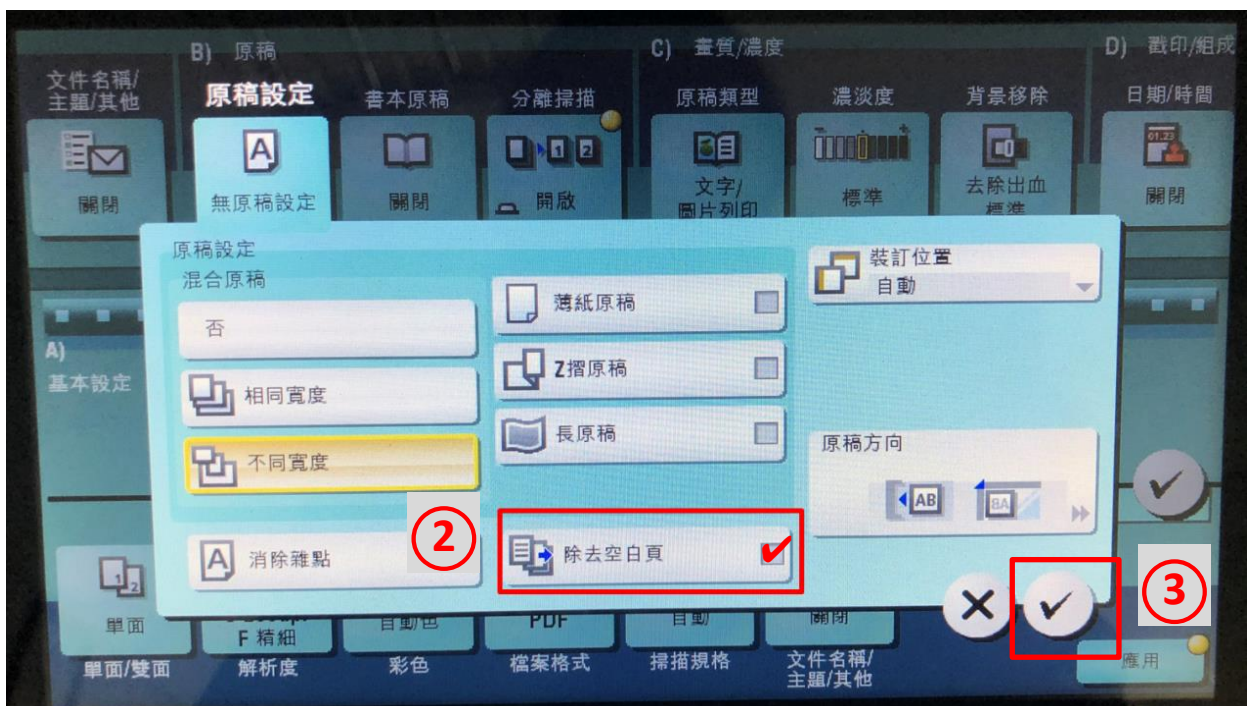 B) 原稿
C) 畫質/濃度
D) 戳印/組成
文件名稱/
主題/其他
原稿設定
書本原稿
分離掃描
原稿類型
濃淡度
背景移除
日期/時間
關閉
無原稿設定
關閉
1 2
開啟
文字/
圖片列印
標準
去除出血
標準
01.23
關閉
原稿設定
混合原稿
否
相同寬度
不同寬度
消除雜點
薄紙原稿
Z摺原稿
長原稿
②
除去空白頁
裝訂位置
自動
原稿方向
AB
③
A)
基本設定
單面
F 精細
自動色
PDF
自動
關閉
單面/雙面
解析度
彩色
檔案格式
掃描規格
文件名稱/
主題/其他
應用